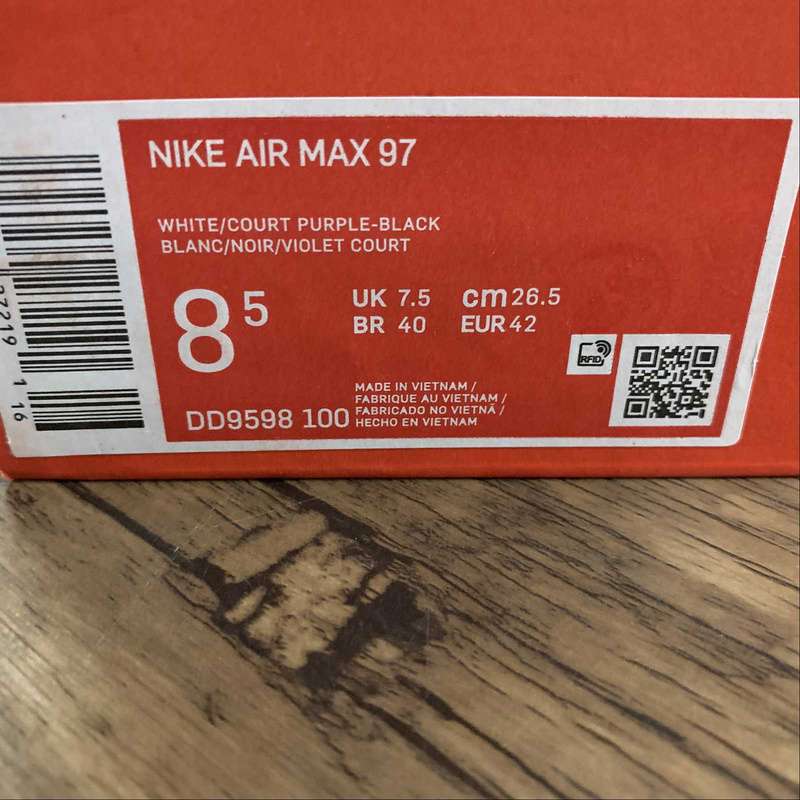 NIKE AIR MAX 97
WHITE/COURT PURPLE-BLACK
BLANC/NOIR/VIOLET COURT
8 5
UK 7.5 cm 26.5
BR 40 EUR 42
RFID
MADE IN VIETNAM /
FABRIQUE AU VIETNAM /
FABRICADO NO VIETNÃ /
HECHO EN VIETNAM
DD9598 100